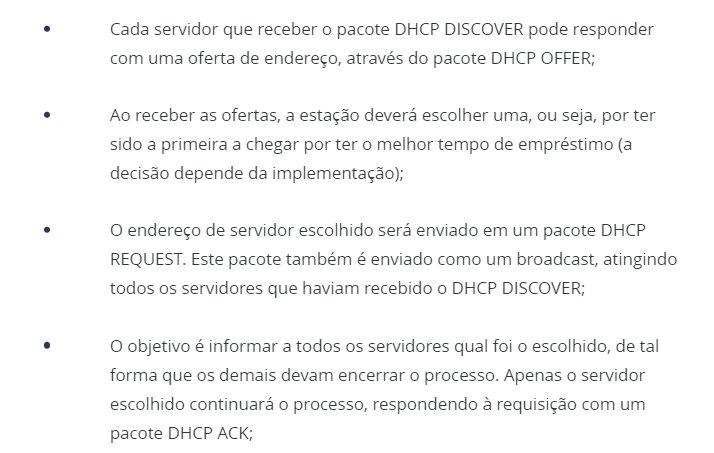 • Cada servidor que receber o pacote DHCP DISCOVER pode responder
com uma oferta de endereço, através do pacote DHCP OFFER;
• Ao receber as ofertas, a estação deverá escolher uma, ou seja, por ter
sido a primeira a chegar por ter o melhor tempo de empréstimo (a
decisão depende da implementação);
• O endereço de servidor escolhido será enviado em um pacote DHCP
REQUEST. Este pacote também é enviado como um broadcast, atingindo
todos os servidores que haviam recebido o DHCP DISCOVER;
• O objetivo é informar a todos os servidores qual foi o escolhido, de tal
forma que os demais devam encerrar o processo. Apenas o servidor
escolhido continuará o processo, respondendo à requisição com um
pacote DHCP ACK;